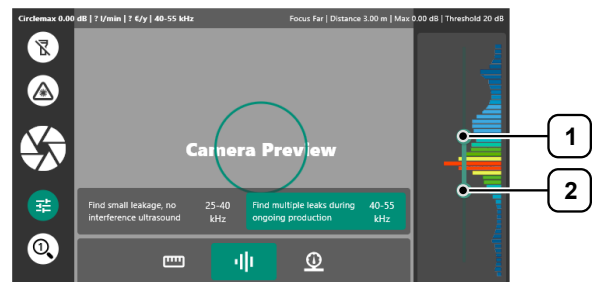 Circlemax 0.00 dB | ? l/min | ? €/y | 40-55 kHz
Focus Far | Distance 3.00 m | Max 0.00 dB | Threshold 20 dB
Camera Preview
Find small leakage, no
interference ultrasound
25-40
kHz
Find multiple leaks during
ongoing production
40-55
kHz
1
1
2